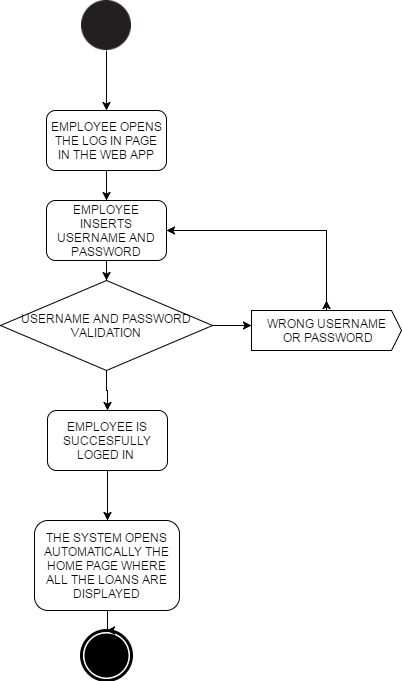 EMPLOYEE OPENS
THE LOG IN PAGE
IN THE WEB APP
EMPLOYEE
INSERTS
USERNAME AND
PASSWORD
USERNAME AND PASSWORD
VALIDATION
WRONG USERNAME
OR PASSWORD
EMPLOYEE IS
SUCCESFULLY
LOGED IN
THE SYSTEM OPENS
AUTOMATICALLY THE
HOME PAGE WHERE
ALL THE LOANS ARE
DISPLAYED